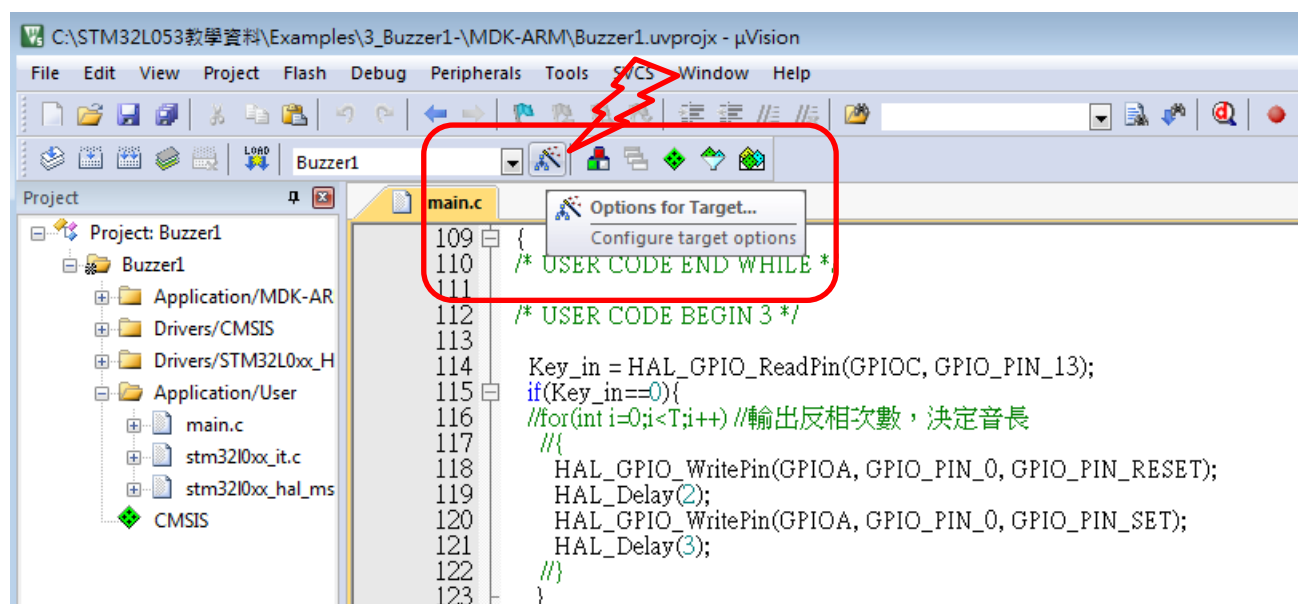 C:\STM32L053教學資料\Examples\3_Buzzer1-\MDK-ARM\Buzzer1.uvprojx - µVision
File Edit View Project Flash Debug Peripherals Tools SVCS Window Help
LOAD Buzzer1
Project
main.c
Options for Target...
Configure target options
Project: Buzzer1
Buzzer1
Application/MDK-AR
Drivers/CMSIS
Drivers/STM32L0xx_H
Application/User
main.c
stm32l0xx_it.c
stm32l0xx_hal_ms
CMSIS
109 {
110 /* USER CODE END WHILE */
111
112 /* USER CODE BEGIN 3 */
113
114 Key_in = HAL_GPIO_ReadPin(GPIOC, GPIO_PIN_13);
115 if(Key_in==0){
116 //for(int i=0;i<T;i++) //輸出反相次數，決定音長
117 //{
118 HAL_GPIO_WritePin(GPIOA, GPIO_PIN_0, GPIO_PIN_RESET);
119 HAL_Delay(2);
120 HAL_GPIO_WritePin(GPIOA, GPIO_PIN_0, GPIO_PIN_SET);
121 HAL_Delay(3);
122 //}
123 }